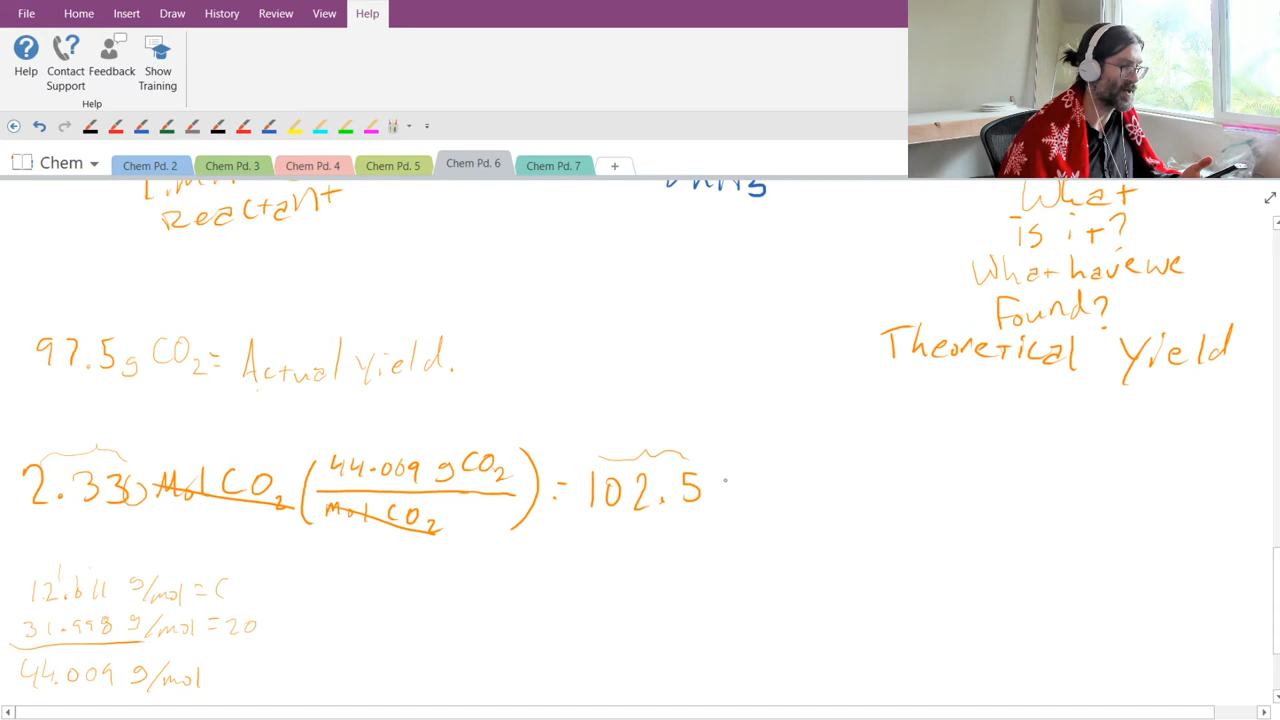 File Home Insert Draw History Review View Help
Help Contact Support Feedback Show Training
Help
Chem Chem Pd. 2 Chem Pd. 3 Chem Pd. 4 Chem Pd. 5 Chem Pd. 6 Chem Pd. 7
Reactant
What
is it?
What have we
Found?
97.5g CO2 = Actual yield.
Theoretical Yield
2.330 mol CO2 (44.009 g CO2 / mol CO2) = 102.5
12.011 g/mol = C
31.998 g/mol = 2O
44.009 g/mol